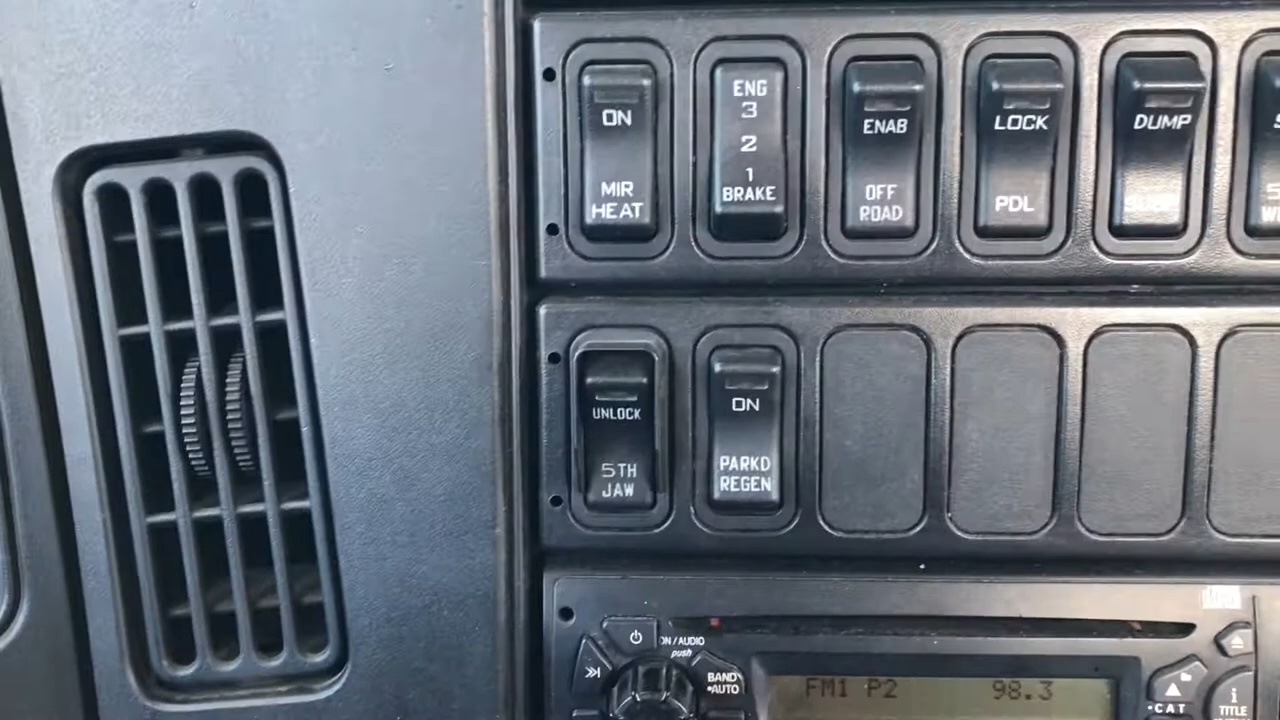 ON
MIR
HEAT
ENG
3
2
1
BRAKE
ENAB
OFF
ROAD
LOCK
PDL
DUMP
UNLOCK
5TH
JAW
ON
PARKD
REGEN
ON / AUDIO
push
BAND
•AUTO
FM1 P2 98.3
•CAT
i
TITLE